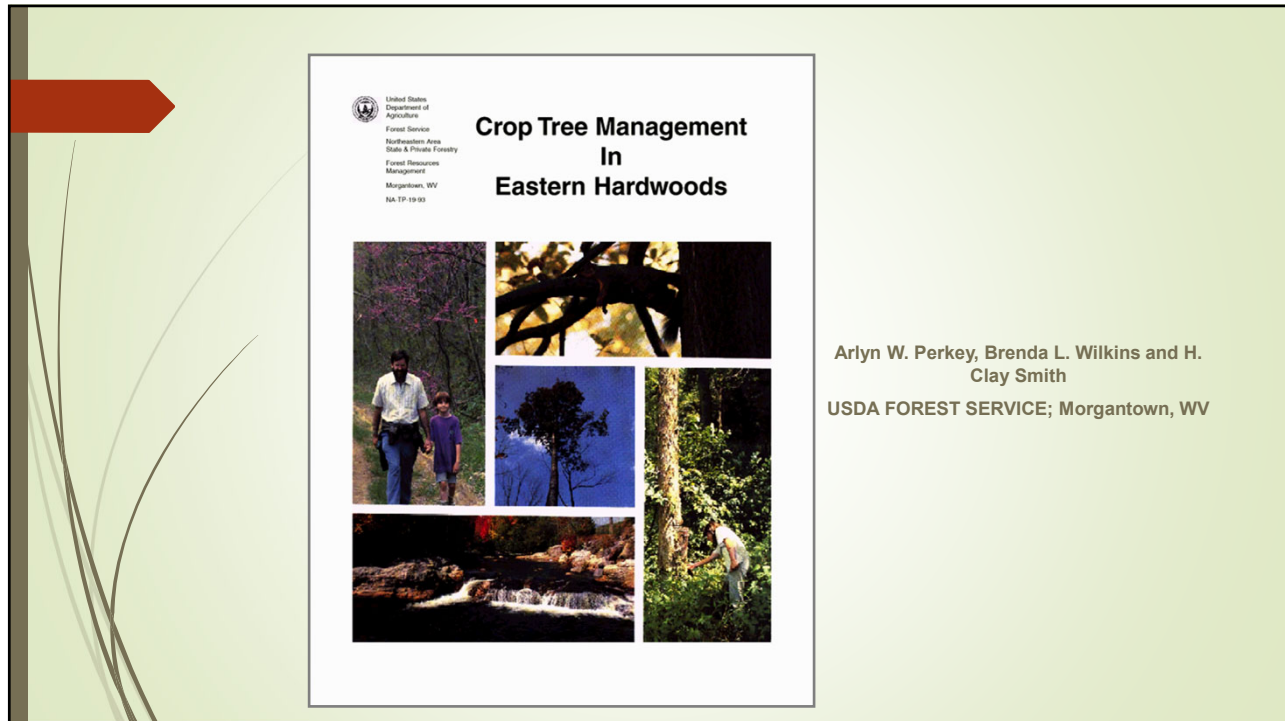 United States
Department of
Agriculture
Forest Service
Northeastern Area
State & Private Forestry
Forest Resources
Management
Morgantown, WV
NA-TP-19-93
Crop Tree Management
In
Eastern Hardwoods
Arlyn W. Perkey, Brenda L. Wilkins and H.
Clay Smith
USDA FOREST SERVICE; Morgantown, WV